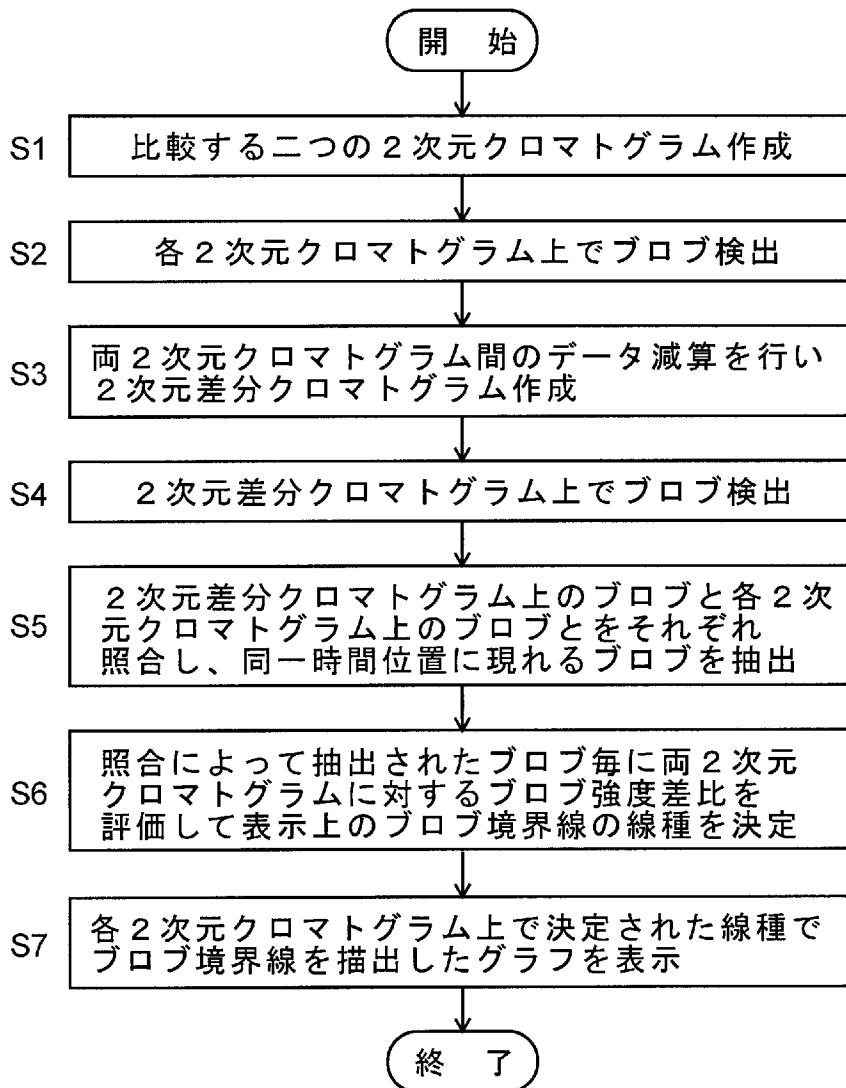 開 始
S1
比較する二つの2次元クロマトグラム作成
S2
各2次元クロマトグラム上でブロブ検出
S3
両2次元クロマトグラム間のデータ減算を行い
2次元差分クロマトグラム作成
S4
2次元差分クロマトグラム上でブロブ検出
S5
2次元差分クロマトグラム上のブロブと各2次
元クロマトグラム上のブロブとをそれぞれ
照合し、同一時間位置に現れるブロブを抽出
S6
照合によって抽出されたブロブ毎に両2次元
クロマトグラムに対するブロブ強度差比を
評価して表示上のブロブ境界線の線種を決定
S7
各2次元クロマトグラム上で決定された線種で
ブロブ境界線を描出したグラフを表示
終 了